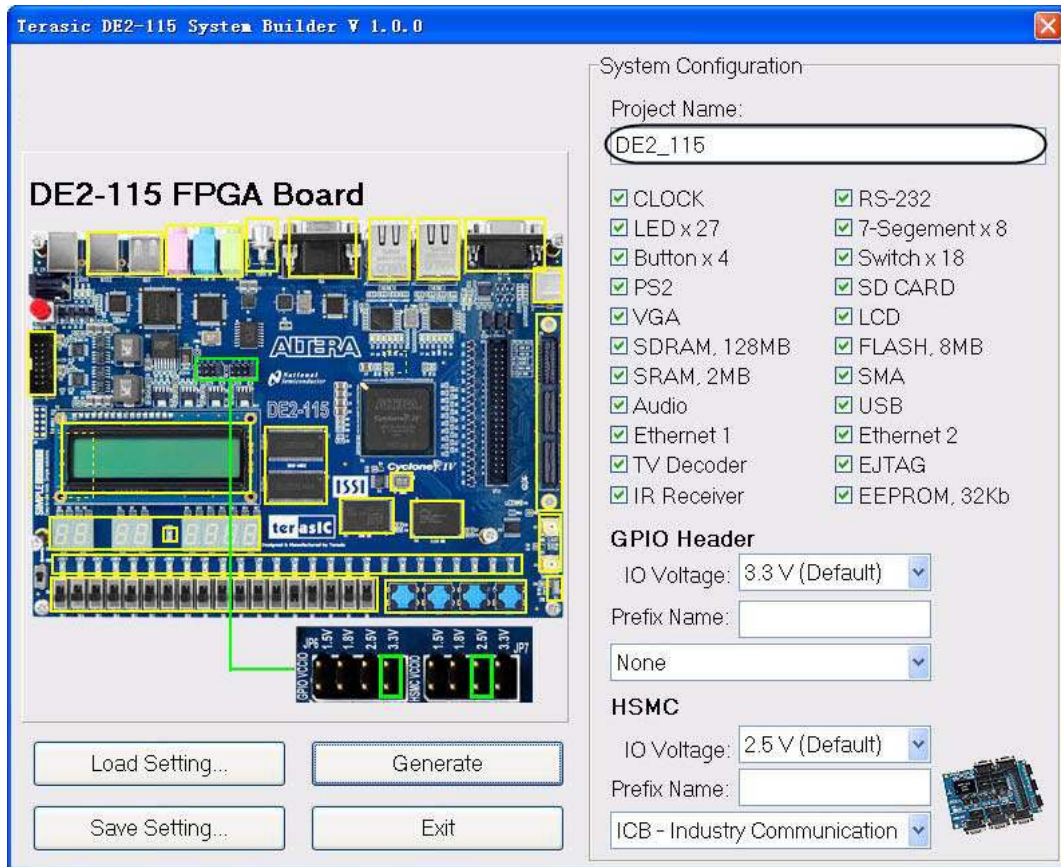 Terasic DE2-115 System Builder V 1.0.0
System Configuration
Project Name:
DE2_115
DE2-115 FPGA Board
CLOCK
RS-232
LED x 27
7-Segement x 8
Button x 4
Switch x 18
PS2
SD CARD
VGA
LCD
SDRAM, 128MB
FLASH, 8MB
SRAM, 2MB
SMA
Audio
USB
Ethernet 1
Ethernet 2
TV Decoder
EJTAG
IR Receiver
EEPROM, 32Kb
ALTERA
National
Semiconductor
DE2-115
Cyclone IV
ISSI
terasIC
GPIO Header
IO Voltage:
3.3 V (Default)
Prefix Name:
None
JP6
1.5V
1.8V
2.5V
3.3V
GPIO VCCIO
HSMC VCCIO
1.5V
1.8V
2.5V
3.3V
JP7
HSMC
IO Voltage:
2.5 V (Default)
Prefix Name:
ICB - Industry Communication
Load Setting...
Generate
Save Setting...
Exit